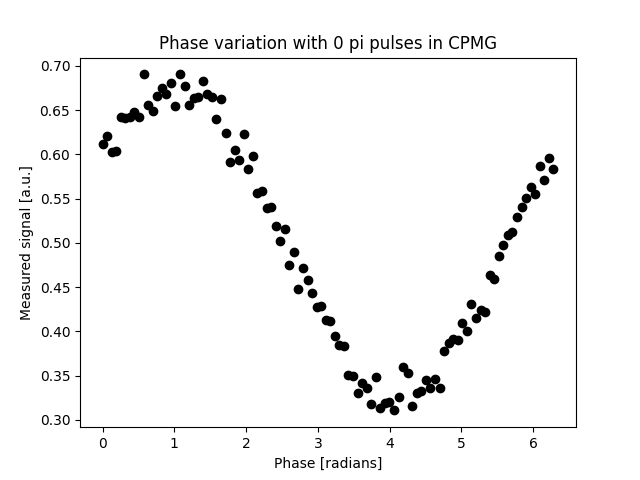 Phase variation with 0 pi pulses in CPMG
0.70
0.65
0.60
0.55
0.50
0.45
0.40
0.35
0.30
Measured signal [a.u.]
0 1 2 3 4 5 6
Phase [radians]